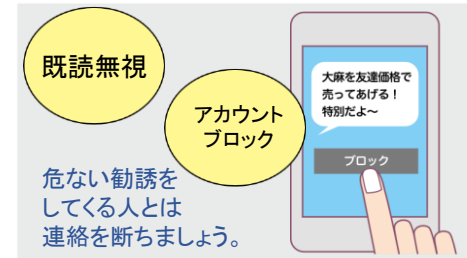 既読無視
アカウント
ブロック
危ない勧誘を
してくる人とは
連絡を断ちましょう。
大麻を友達価格で
売ってあげる！
特別だよ～
ブロック